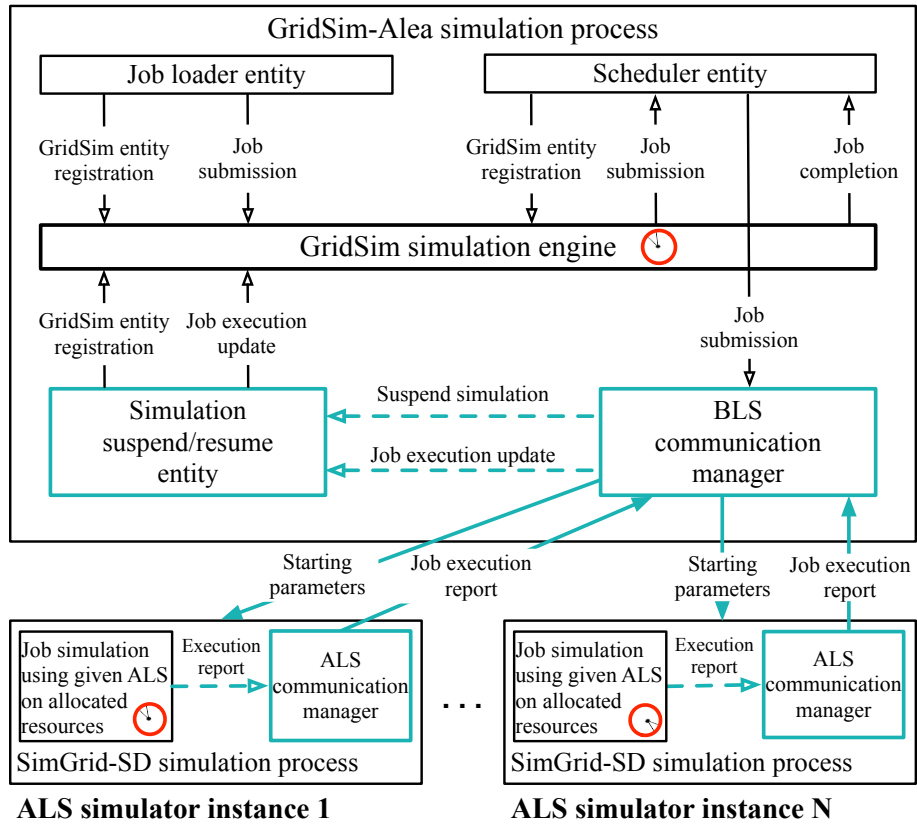 GridSim-Alea simulation process
Job loader entity
Scheduler entity
GridSim entity
registration
Job
submission
GridSim entity
registration
Job
submission
Job
completion
GridSim simulation engine
GridSim entity
registration
Job execution
update
Job
submission
Simulation
suspend/resume
entity
Suspend simulation
Job execution update
BLS
communication
manager
Starting
parameters
Job execution
report
Starting
parameters
Job execution
report
Job simulation
using given ALS
on allocated
resources
Execution
report
ALS
communication
manager
SimGrid-SD simulation process
. . .
Job simulation
using given ALS
on allocated
resources
Execution
report
ALS
communication
manager
SimGrid-SD simulation process
ALS simulator instance 1
ALS simulator instance N